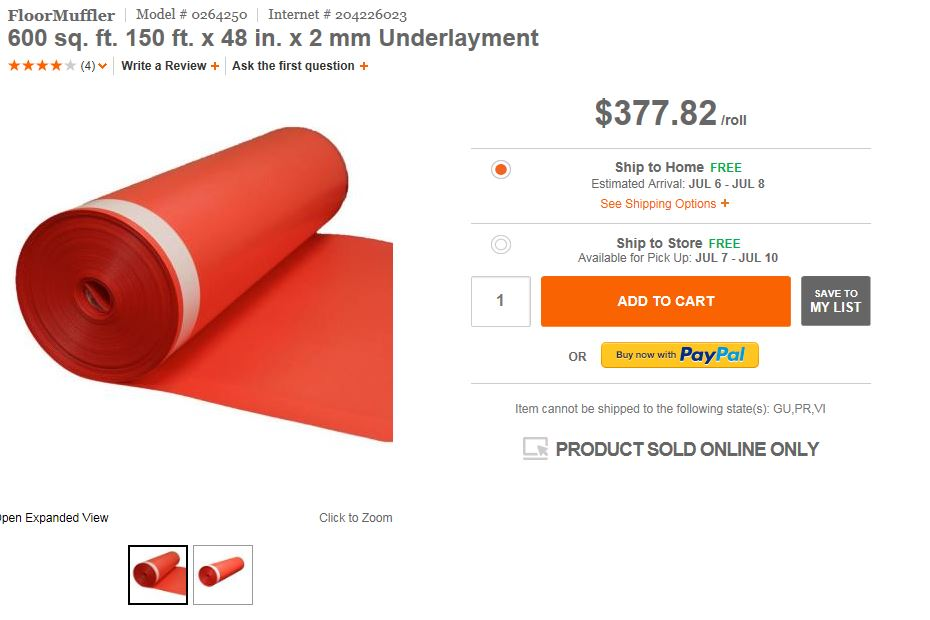 FloorMuffler | Model # 0264250 | Internet # 204226023
600 sq. ft. 150 ft. x 48 in. x 2 mm Underlayment
(4) Write a Review + Ask the first question +
$377.82 /roll
Ship to Home FREE
Estimated Arrival: JUL 6 - JUL 8
See Shipping Options +
Ship to Store FREE
Available for Pick Up: JUL 7 - JUL 10
1 ADD TO CART
SAVE TO
MY LIST
OR Buy now with PayPal
Item cannot be shipped to the following state(s): GU,PR,VI
PRODUCT SOLD ONLINE ONLY
pen Expanded View Click to Zoom